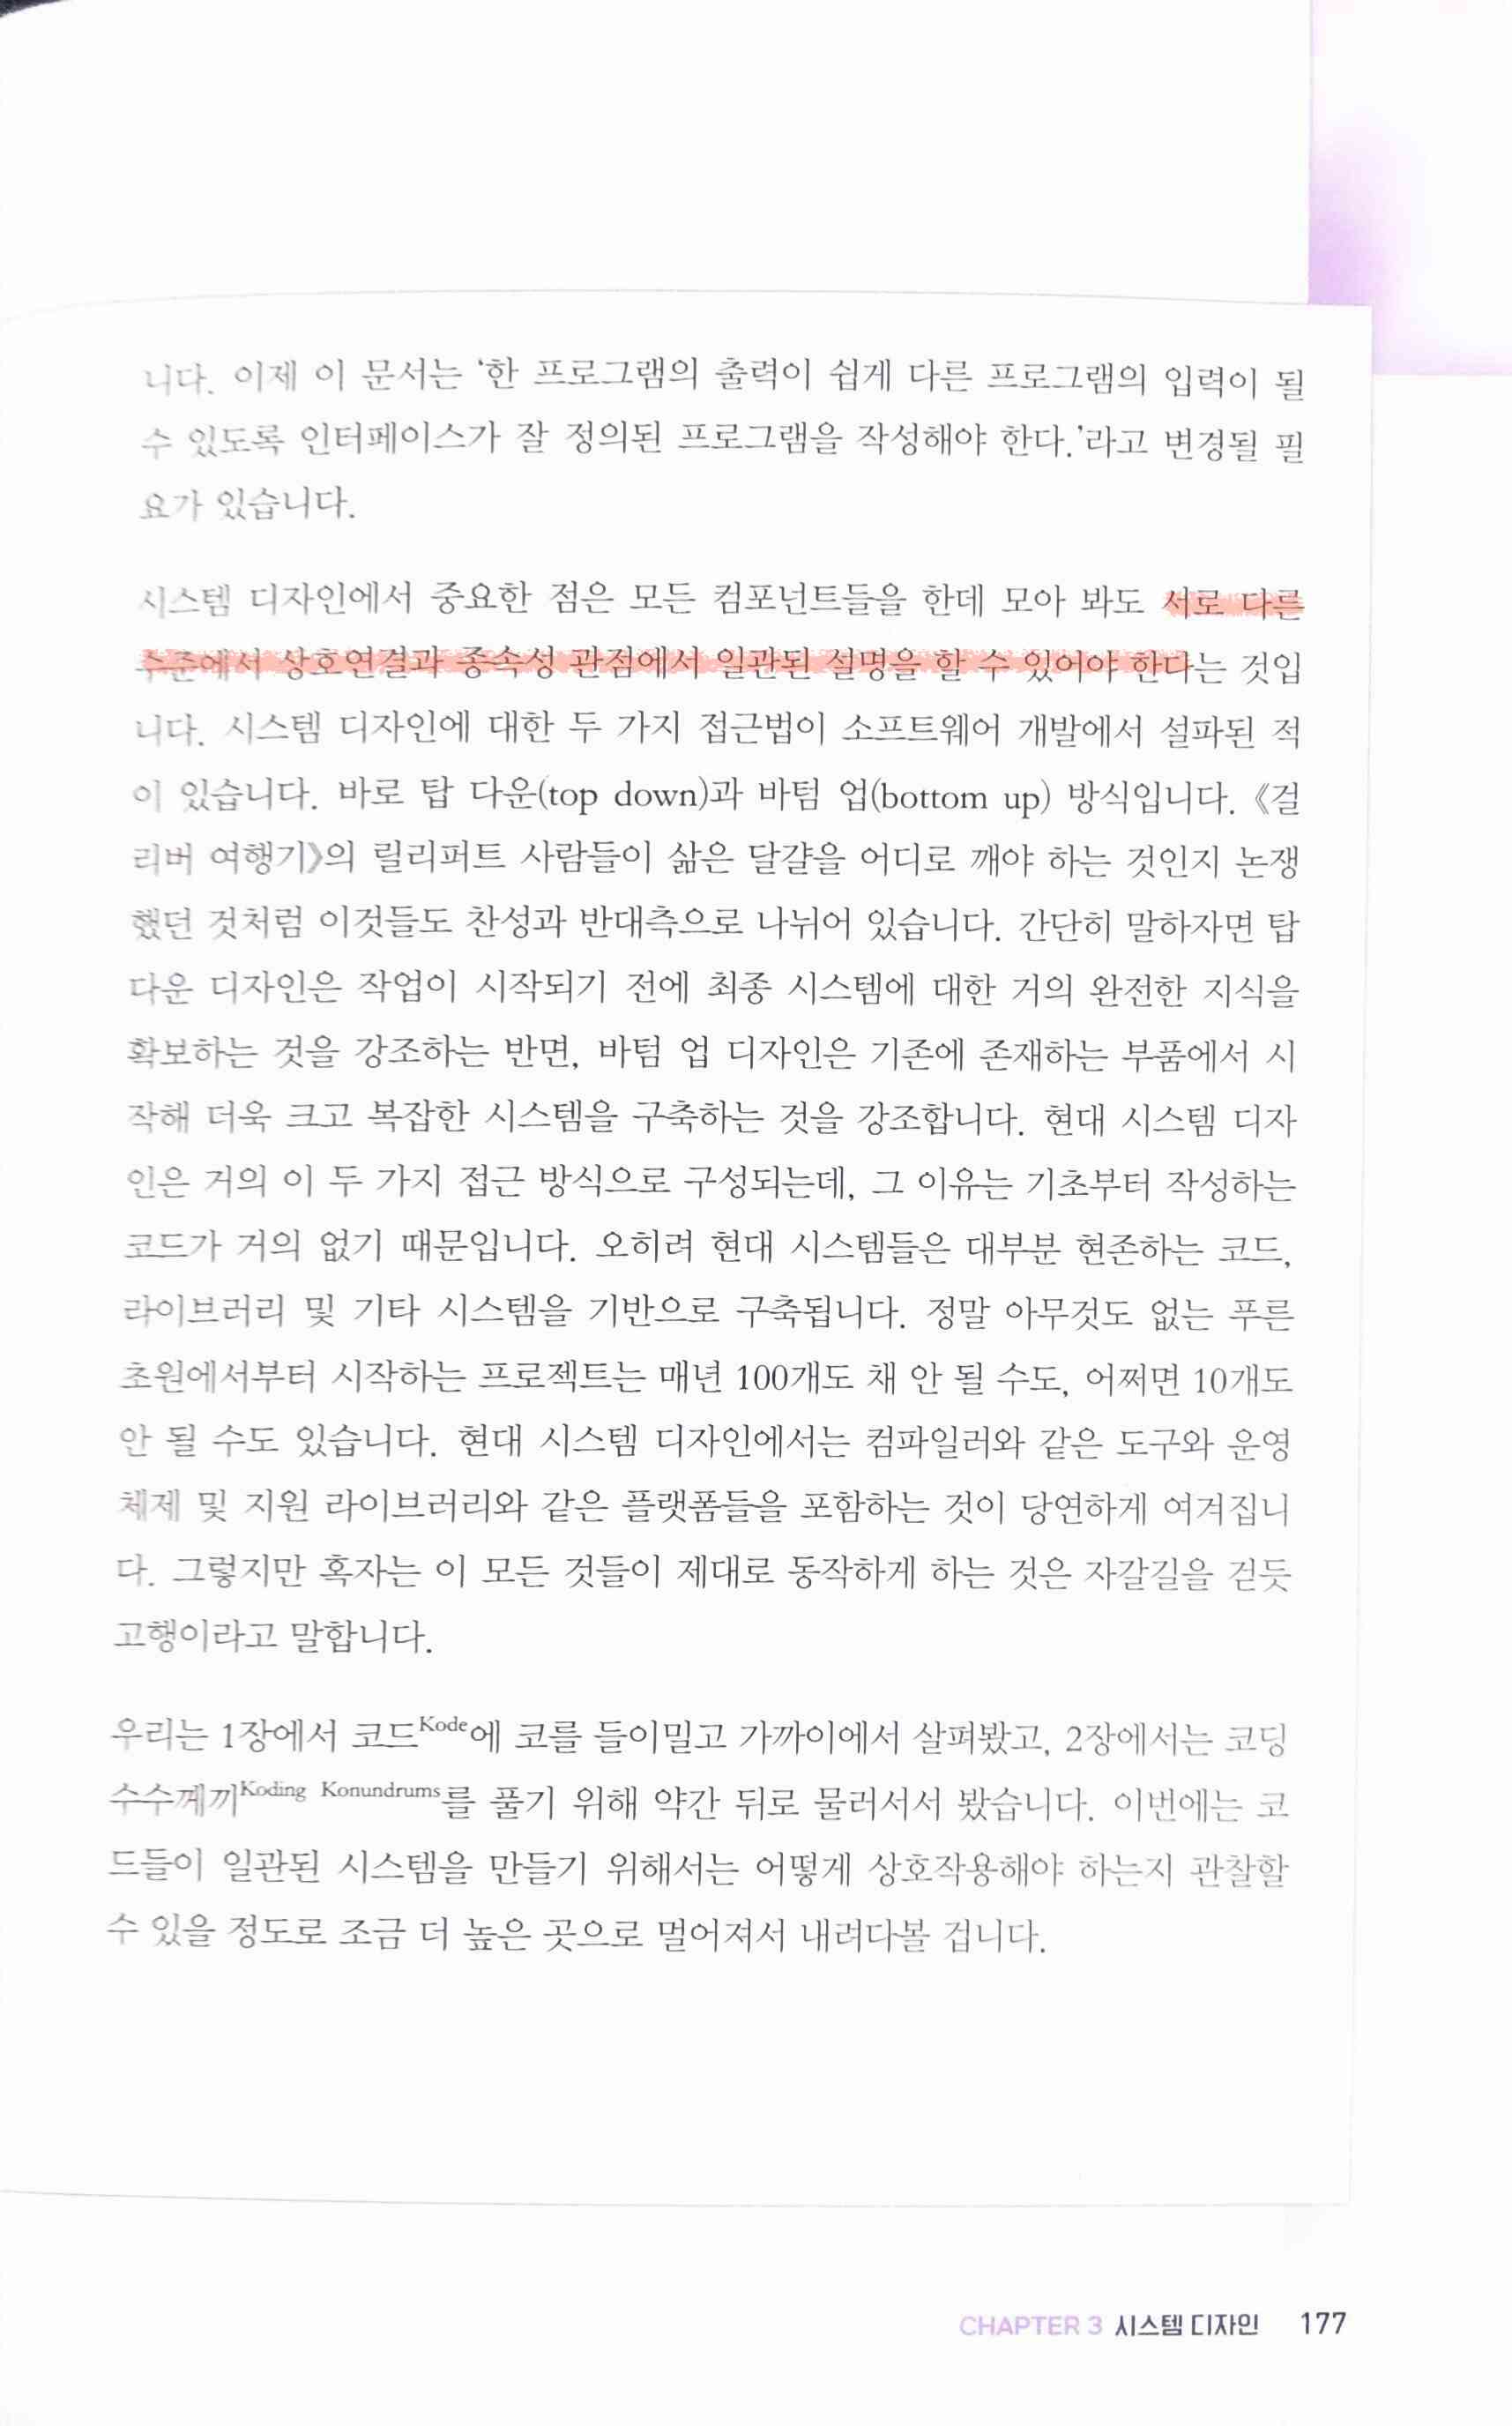 니다. 이제 이 문서는 ‘한 프로그램의 출력이 쉽게 다른 프로그램의 입력이 될
수 있도록 인터페이스가 잘 정의된 프로그램을 작성해야 한다.’라고 변경될 필
요가 있습니다.
시스템 디자인에서 중요한 점은 모든 컴포넌트들을 한데 모아 봐도 서로 다른
수준에서 상호연결과 종속성 관점에서 일관된 설명을 할 수 있어야 한다는 것입
니다. 시스템 디자인에 대한 두 가지 접근법이 소프트웨어 개발에서 설파된 적
이 있습니다. 바로 탑 다운(top down)과 바텀 업(bottom up) 방식입니다. 《걸
리버 여행기》의 릴리퍼트 사람들이 삶은 달걀을 어디로 깨야 하는 것인지 논쟁
했던 것처럼 이것들도 찬성과 반대측으로 나뉘어 있습니다. 간단히 말하자면 탑
다운 디자인은 작업이 시작되기 전에 최종 시스템에 대한 거의 완전한 지식을
확보하는 것을 강조하는 반면, 바텀 업 디자인은 기존에 존재하는 부품에서 시
작해 더욱 크고 복잡한 시스템을 구축하는 것을 강조합니다. 현대 시스템 디자
인은 거의 이 두 가지 접근 방식으로 구성되는데, 그 이유는 기초부터 작성하는
코드가 거의 없기 때문입니다. 오히려 현대 시스템들은 대부분 현존하는 코드,
라이브러리 및 기타 시스템을 기반으로 구축됩니다. 정말 아무것도 없는 푸른
초원에서부터 시작하는 프로젝트는 매년 100개도 채 안 될 수도, 어쩌면 10개도
안 될 수도 있습니다. 현대 시스템 디자인에서는 컴파일러와 같은 도구와 운영
체제 및 지원 라이브러리와 같은 플랫폼들을 포함하는 것이 당연하게 여겨집니
다. 그렇지만 혹자는 이 모든 것들이 제대로 동작하게 하는 것은 자갈길을 걷듯
고행이라고 말합니다.
우리는 1장에서 코드Kode에 코를 들이밀고 가까이에서 살펴봤고, 2장에서는 코딩
수수께끼Koding Konundrums를 풀기 위해 약간 뒤로 물러서서 봤습니다. 이번에는 코
드들이 일관된 시스템을 만들기 위해서는 어떻게 상호작용해야 하는지 관찰할
수 있을 정도로 조금 더 높은 곳으로 멀어져서 내려다볼 겁니다.
CHAPTER 3 시스템 디자인 177